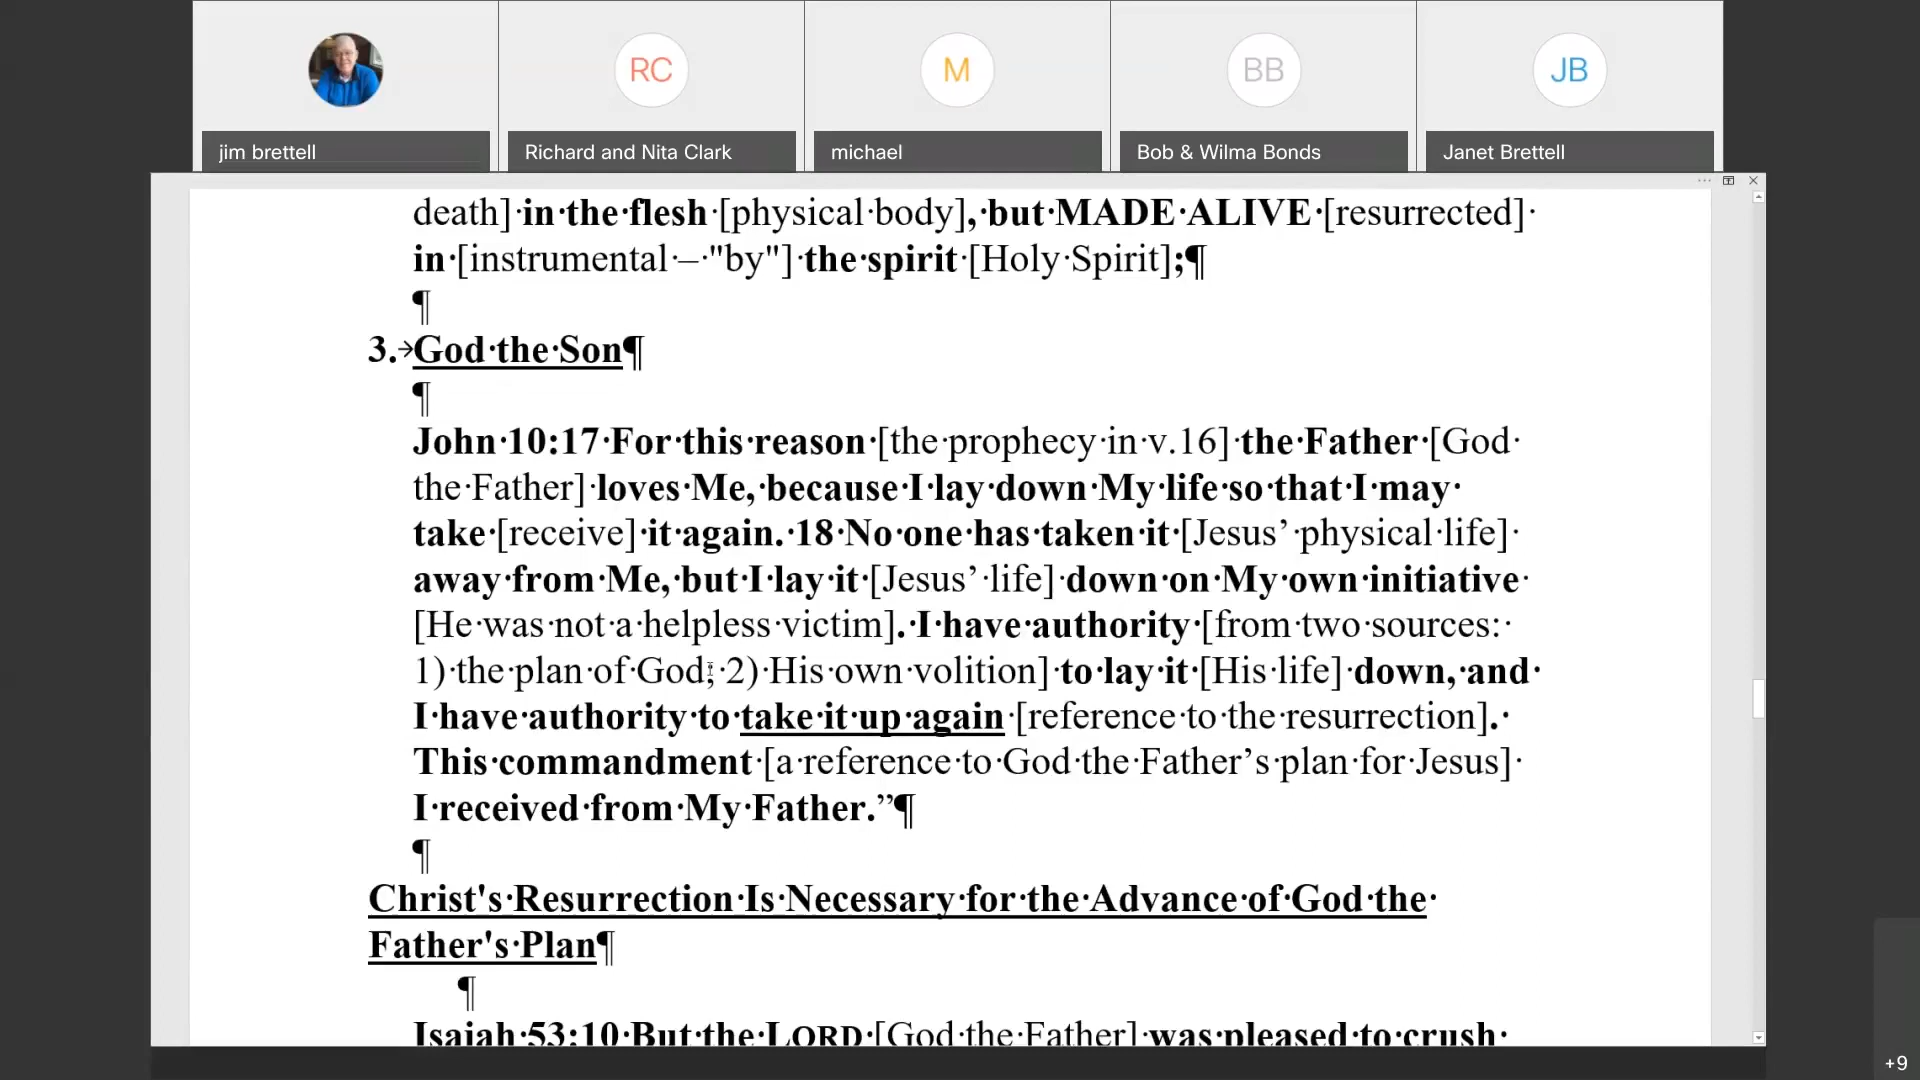 RC
M
BB
JB
jim brettell
Richard and Nita Clark
michael
Bob & Wilma Bonds
Janet Brettell
death] in the flesh [physical body], but MADE ALIVE [resurrected]
in [instrumental – "by"] the spirit [Holy Spirit];¶
¶
3.→God the Son¶
¶
John 10:17 For this reason [the prophecy in v.16] the Father [God
the Father] loves Me, because I lay down My life so that I may
take [receive] it again. 18 No one has taken it [Jesus’ physical life]
away from Me, but I lay it [Jesus’ life] down on My own initiative
[He was not a helpless victim]. I have authority [from two sources:
1) the plan of God; 2) His own volition] to lay it [His life] down, and
I have authority to take it up again [reference to the resurrection].
This commandment [a reference to God the Father’s plan for Jesus]
I received from My Father.”¶
¶
Christ's Resurrection Is Necessary for the Advance of God the
Father's Plan¶
¶
Isaiah 53:10 But the LORD [God the Father] was pleased to crush
+9